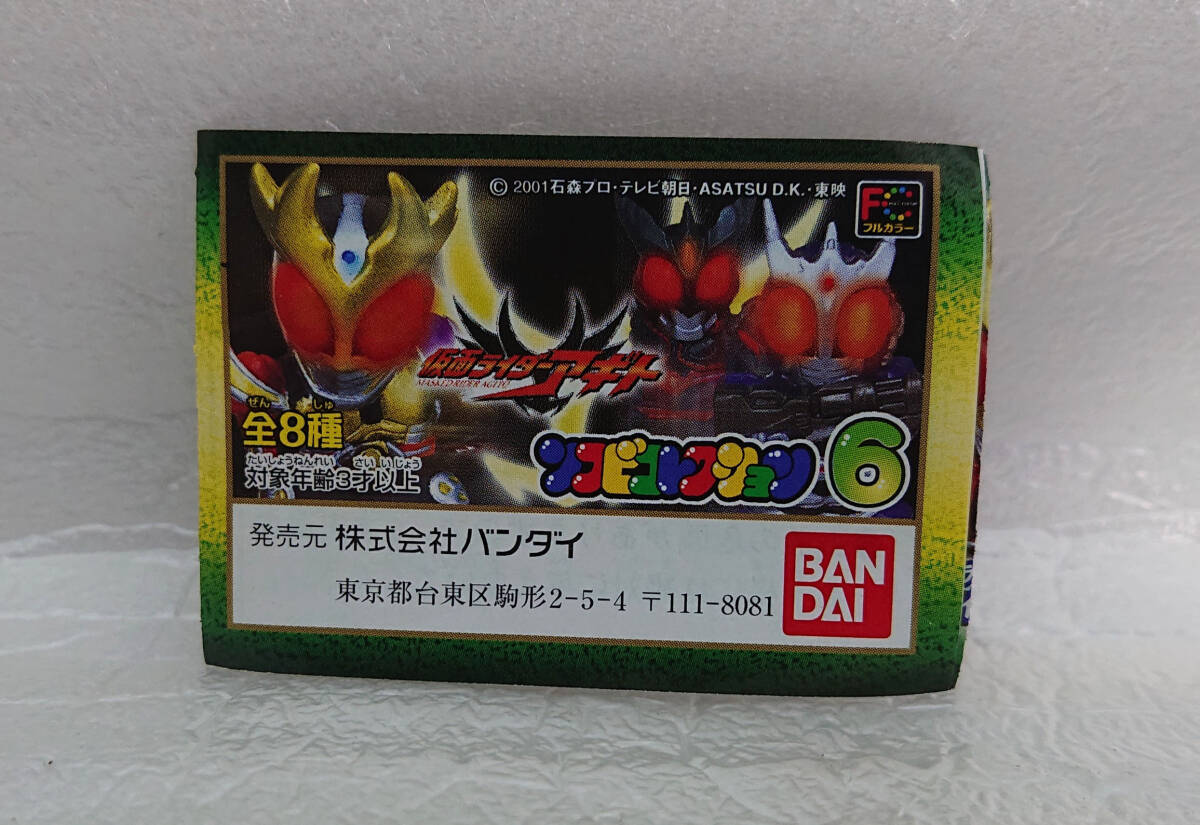 © 2001石森プロ・テレビ朝日・ASATSU D.K.・東映
フルカラー
仮面ライダーアギト
MASKED RIDER AGITO
ぜん しゅ
全8種
たいしょうねんれい さい いじょう
対象年齢3才以上
ソフビコレクション6
発売元 株式会社バンダイ
東京都台東区駒形2-5-4 〒111-8081
BAN
DAI